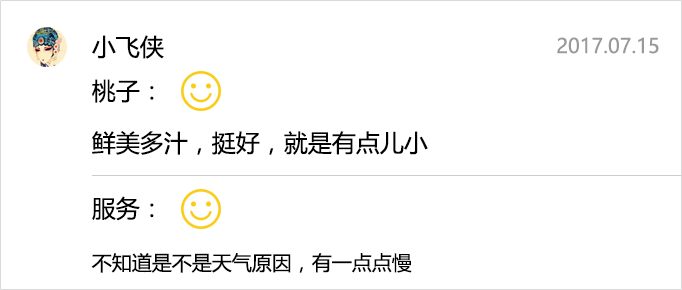 小飞侠 2017.07.15
桃子：
鲜美多汁，挺好，就是有点儿小
服务：
不知道是不是天气原因，有一点点慢